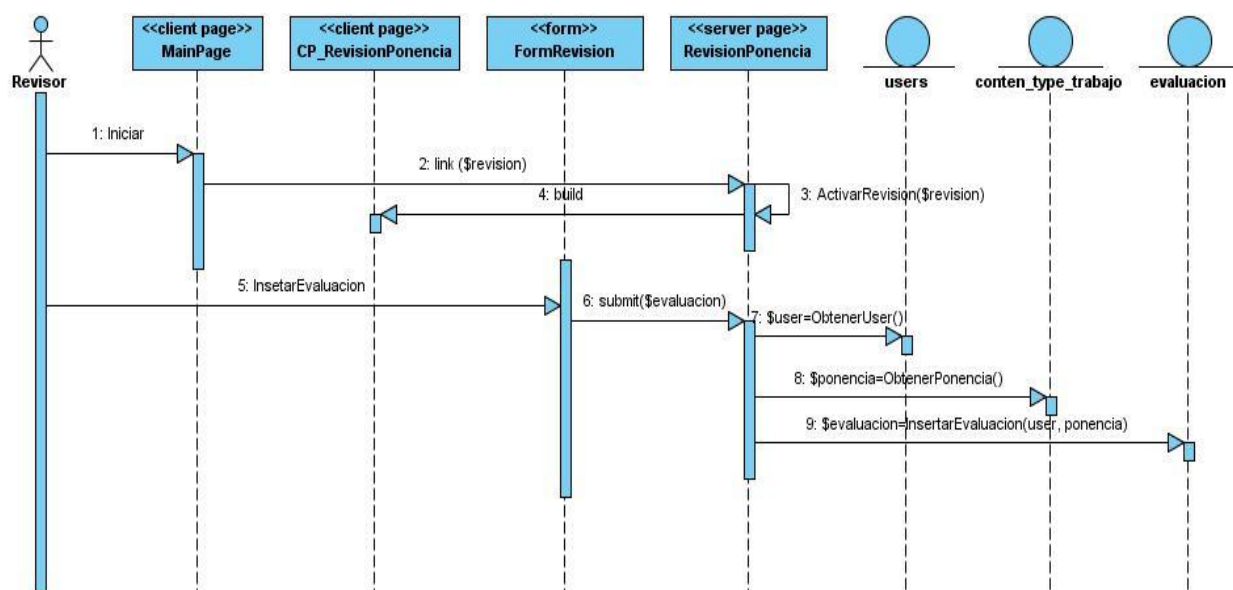 <<client page>>
MainPage
<<client page>>
CP_RevisionPonencia
<<form>>
FormRevision
<<server page>>
RevisionPonencia
Revisor
users
conten_type_trabajo
evaluacion
1: Iniciar
2: link ($revision)
3: ActivarRevision($revision)
4: build
5: InsetarEvaluacion
6: submit($evaluacion)
7: $user=ObtenerUser()
8: $ponencia=ObtenerPonencia()
9: $evaluacion=InsertarEvaluacion(user, ponencia)